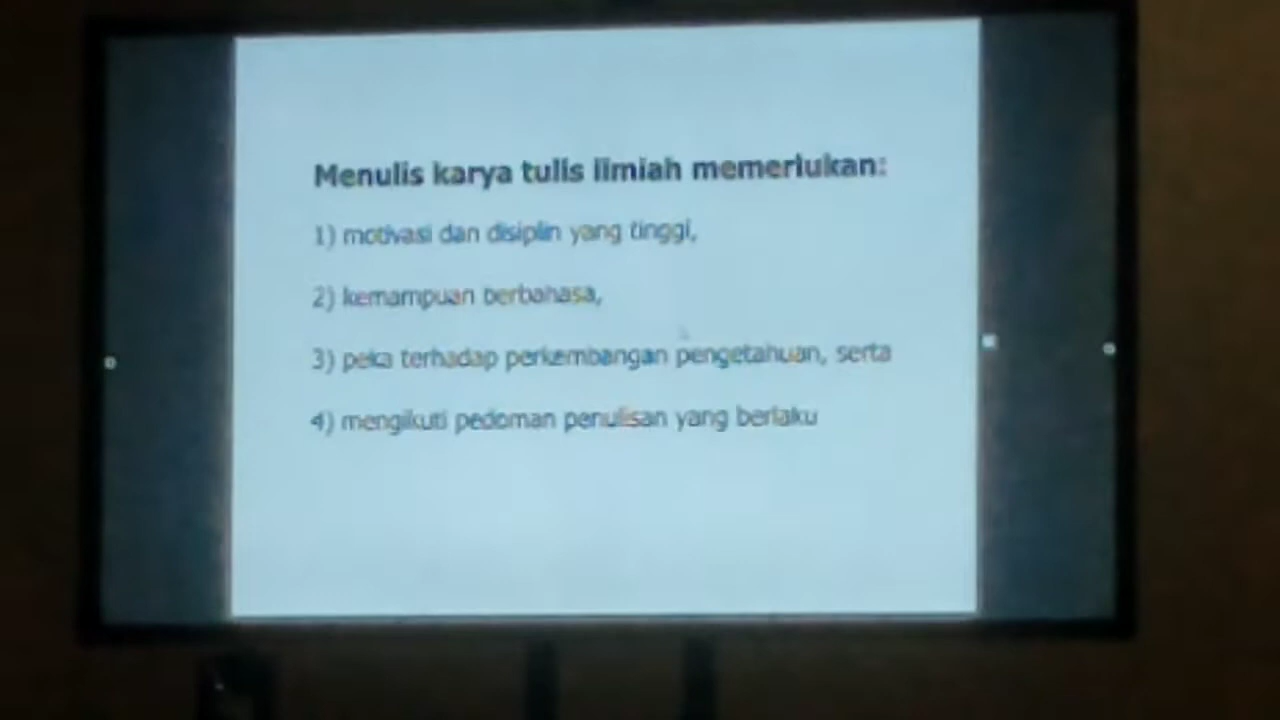 Menulis karya tulis ilmiah memerlukan:
1) motivasi dan disiplin yang tinggi,
2) kemampuan berbahasa,
3) peka terhadap perkembangan pengetahuan, serta
4) mengikuti pedoman penulisan yang berlaku